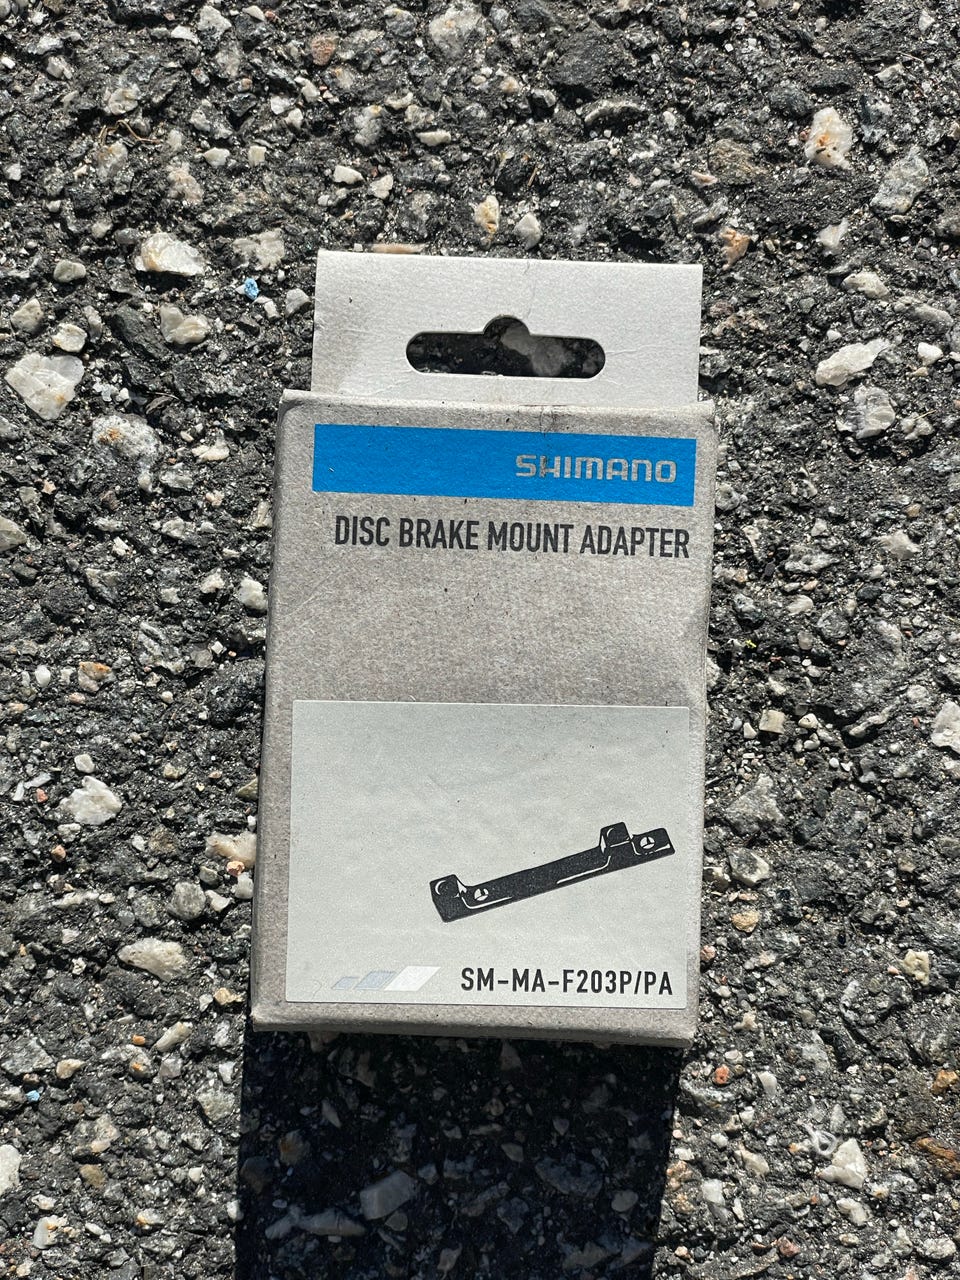 SHIMANO
DISC BRAKE MOUNT ADAPTER
SM-MA-F203P/PA